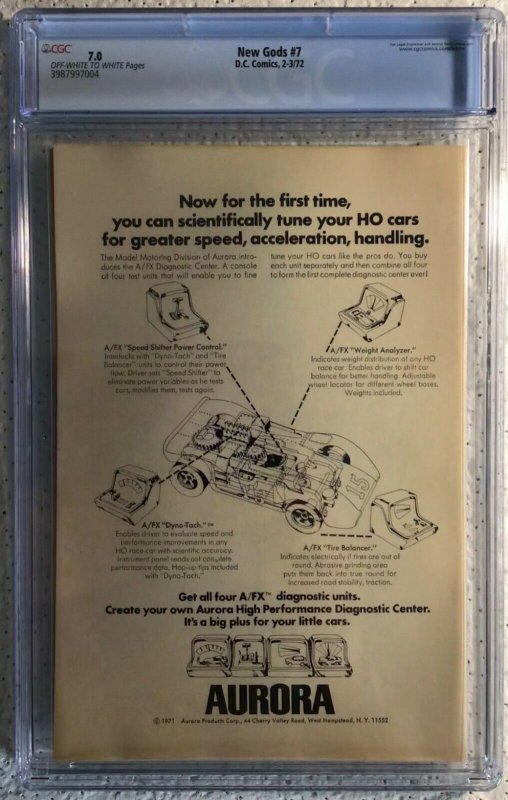 CGC 7.0
OFF-WHITE TO WHITE Pages
3987997004
New Gods #7
D.C. Comics, 2-3/72
Now for the first time,
you can scientifically tune your HO cars
for greater speed, acceleration, handling.
The Model Motoring Division of Aurora intro-
duces the A/FX Diagnostic Center. A console
of four test units that will enable you to fine
tune your HO cars like the pros do. You buy
each unit separately and then combine all four
to form the first complete diagnostic center ever!
A/FX "Speed Shifter Power Control."
Interlocks with "Dyno-Tach" and "Tire
Balancer" units to control their power
flow. Driver sets "Speed Shifter" to
eliminate power variables as he tests
cars, modifies them, tests again.
A/FX "Weight Analyzer."
Indicates weight distribution of any HO
race car. Enables driver to shift car
balance for better handling. Adjustable
wheel locator for different wheel bases.
Weights included.
15
A/FX "Dyno-Tach."™
Enables driver to evaluate speed and
performance improvements in any
HO race car with scientific accuracy.
Instrument panel reads out complete
performance data. Hop-up tips included
with "Dyno-Tach."
A/FX "Tire Balancer."
Indicates electrically if tires are out of
round. Abrasive grinding area
puts them back into true round for
increased road stability, traction.
Get all four A/FX™ diagnostic units.
Create your own Aurora High Performance Diagnostic Center.
It's a big plus for your little cars.
AURORA
© 1971 Aurora Products Corp., 44 Cherry Valley Road, West Hempstead, N. Y. 11552